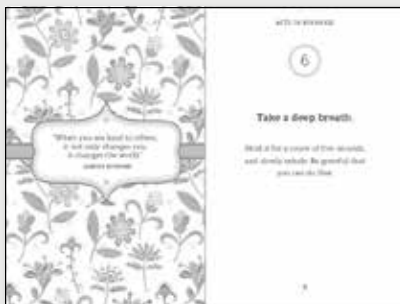 "When you are kind to others,
it not only changes you,
it changes the world."
ACTS OF KINDNESS
6
Take a deep breath.
Hold it for a count of five seconds,
and slowly exhale. Be grateful that
you can do that.